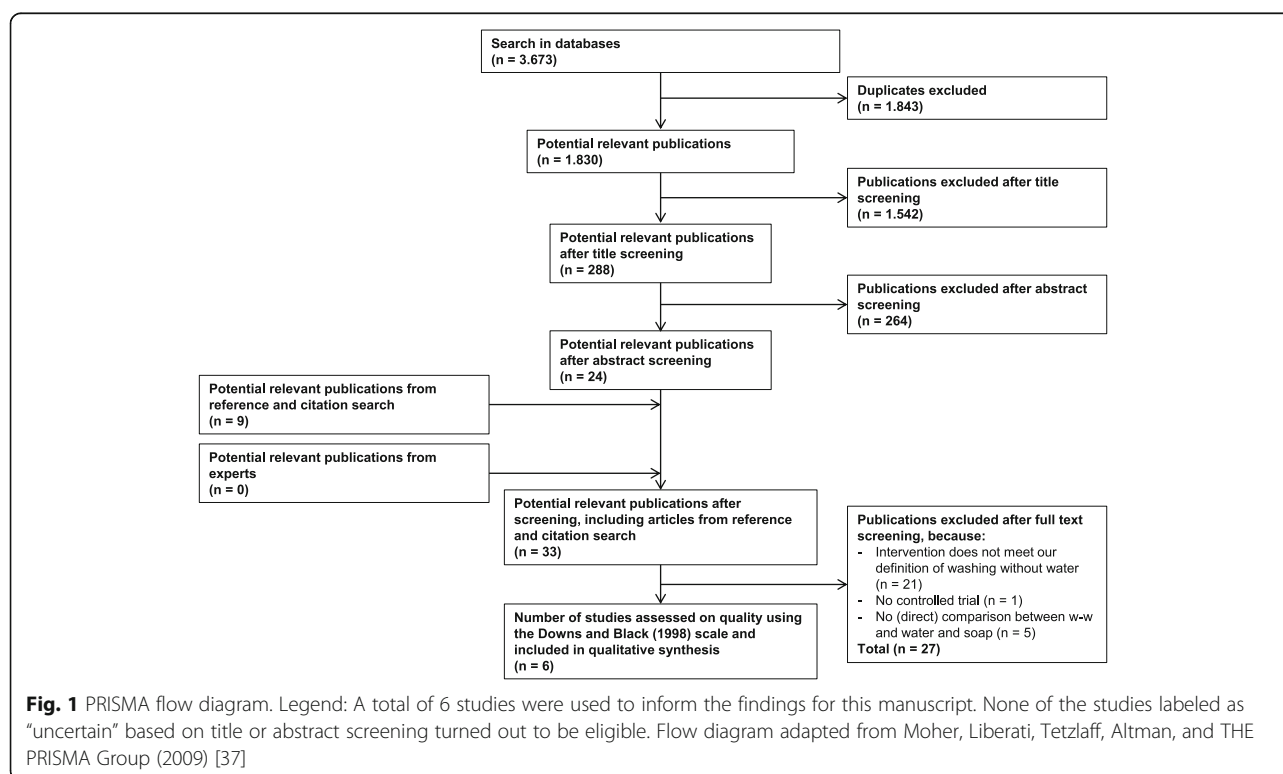 Search in databases
(n = 3.673)
Duplicates excluded
(n = 1.843)
Potential relevant publications
(n = 1.830)
Publications excluded after title
screening
(n = 1.542)
Potential relevant publications
after title screening
(n = 288)
Publications excluded after abstract
screening
(n = 264)
Potential relevant publications
after abstract screening
(n = 24)
Potential relevant publications from
reference and citation search
(n = 9)
Potential relevant publications from
experts
(n = 0)
Potential relevant publications after
screening, including articles from reference
and citation search
(n = 33)
Publications excluded after full text
screening, because:
- Intervention does not meet our
definition of washing without water
(n = 21)
- No controlled trial (n = 1)
- No (direct) comparison between w-w
and water and soap (n = 5)
Total (n = 27)
Number of studies assessed on quality using
the Downs and Black (1998) scale and
included in qualitative synthesis
(n = 6)
Fig. 1 PRISMA flow diagram. Legend: A total of 6 studies were used to inform the findings for this manuscript. None of the studies labeled as
“uncertain” based on title or abstract screening turned out to be eligible. Flow diagram adapted from Moher, Liberati, Tetzlaff, Altman, and THE
PRISMA Group (2009) [37]